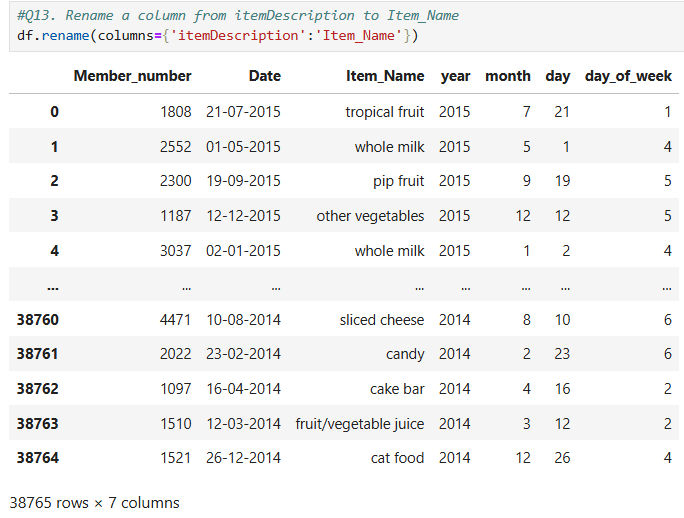 #Q13. Rename a column from itemDescription to Item_Name
df.rename(columns={'itemDescription':'Item_Name'})
Member_number Date Item_Name year month day day_of_week
0 1808 21-07-2015 tropical fruit 2015 7 21 1
1 2552 01-05-2015 whole milk 2015 5 1 4
2 2300 19-09-2015 pip fruit 2015 9 19 5
3 1187 12-12-2015 other vegetables 2015 12 12 5
4 3037 02-01-2015 whole milk 2015 1 2 4
... ... ... ... ... ... ... ...
38760 4471 10-08-2014 sliced cheese 2014 8 10 6
38761 2022 23-02-2014 candy 2014 2 23 6
38762 1097 16-04-2014 cake bar 2014 4 16 2
38763 1510 12-03-2014 fruit/vegetable juice 2014 3 12 2
38764 1521 26-12-2014 cat food 2014 12 26 4
38765 rows × 7 columns